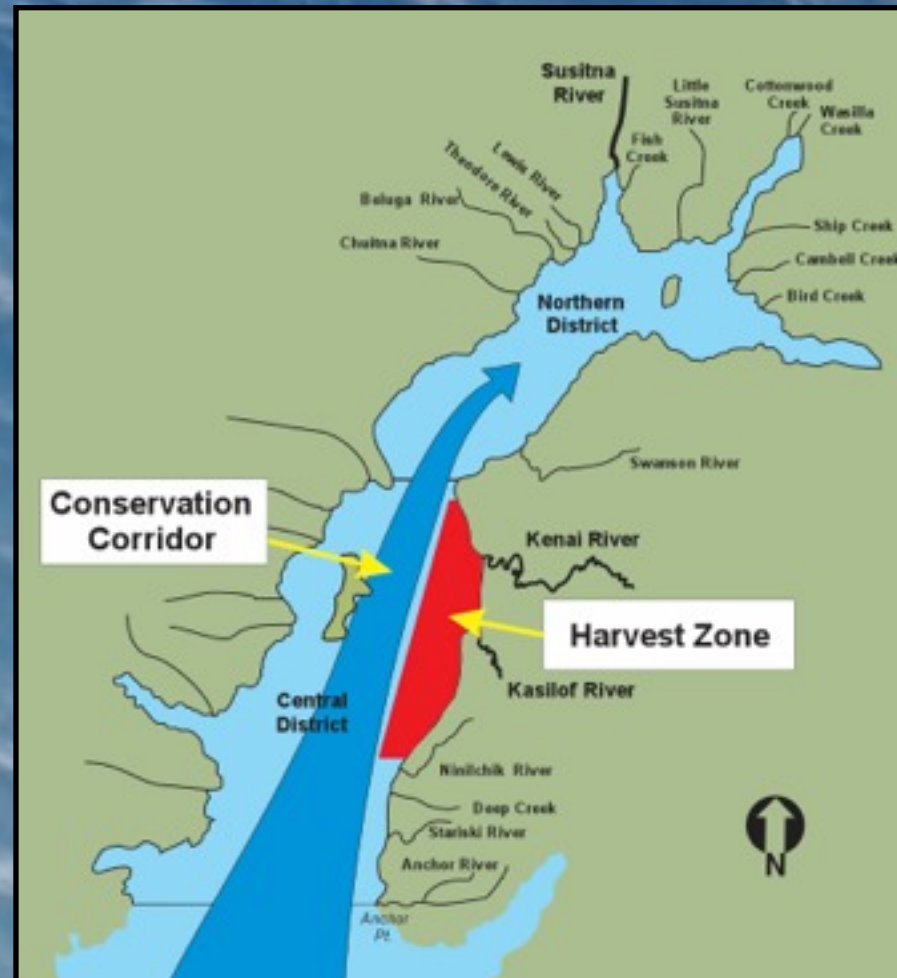 Susitna
River
Little
Susitna
River
Cottonwood
Creek
Wasilla
Creek
Fish
Creek
Lewis River
Theodore River
Beluga River
Chuitna River
Ship Creek
Cambell Creek
Bird Creek
Northern
District
Swanson River
Conservation
Corridor
Kenai River
Harvest Zone
Kasilof River
Central
District
Ninilchik River
Deep Creek
Stariski River
Anchor River
Anchor
Pt.
N